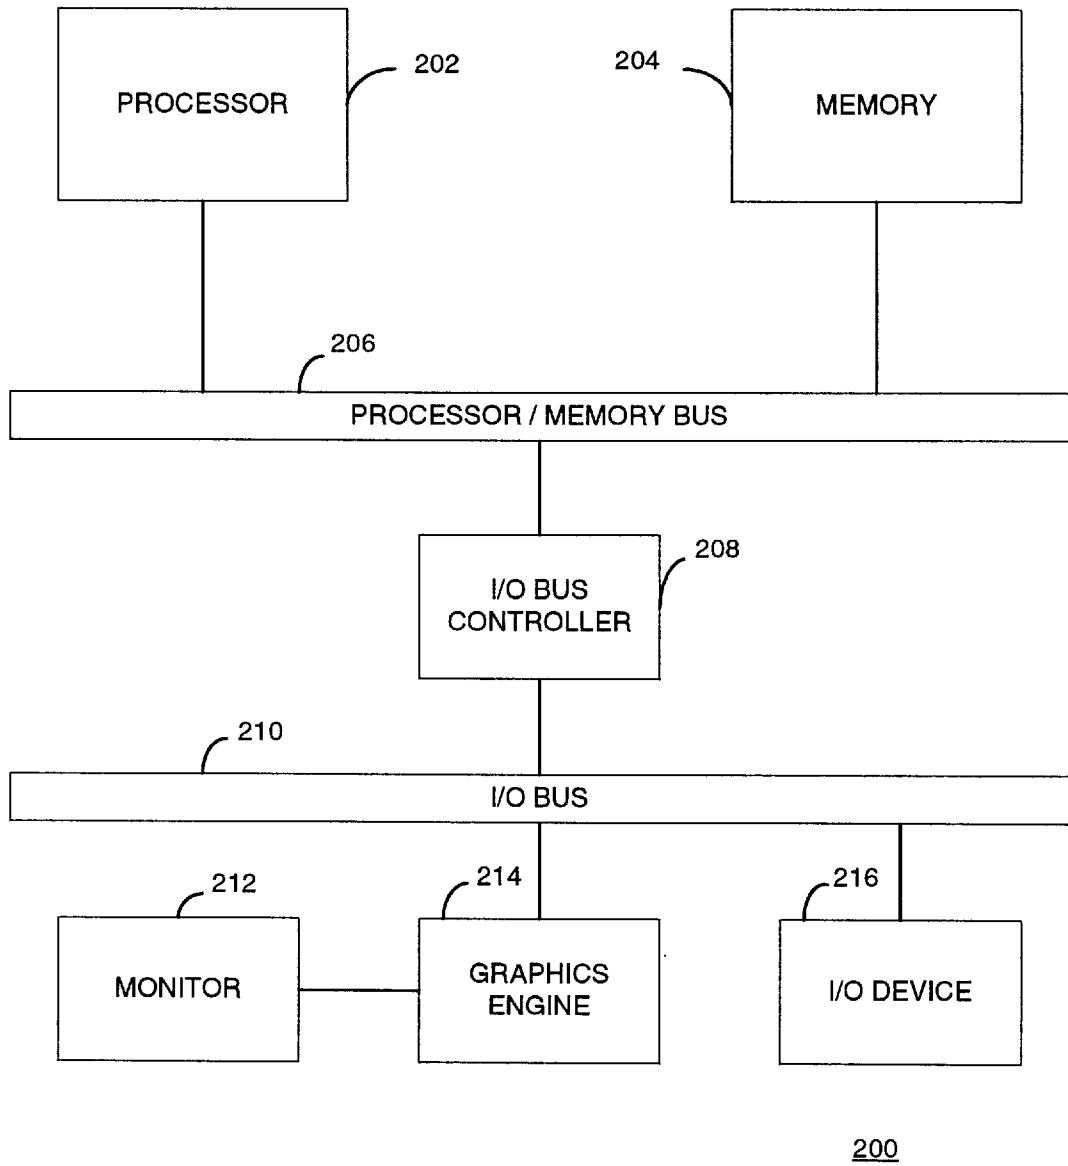 202
204
PROCESSOR
MEMORY
206
PROCESSOR / MEMORY BUS
208
I/O BUS
CONTROLLER
210
I/O BUS
212
214
216
MONITOR
GRAPHICS
ENGINE
I/O DEVICE
200